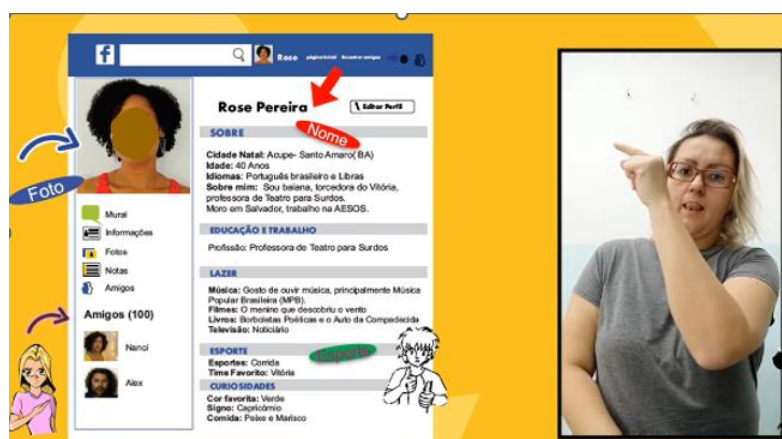 f
Rose página inicial Encontrar amigos
Rose Pereira
Editar Perfil
Nome
Foto
SOBRE
Cidade Natal: Acupe- Santo Amaro( BA)
Idade: 40 Anos
Idiomas: Português brasileiro e Libras
Sobre mim: Sou baiana, torcedora do Vitória,
professora de Teatro para Surdos.
Moro em Salvador, trabalho na AESOS.
EDUCAÇÃO E TRABALHO
Profissão: Professora de Teatro para Surdos
LAZER
Música: Gosto de ouvir música, principalmente Música
Popular Brasileira (MPB).
Filmes: O menino que descobriu o vento
Livros: Borboletas Poéticas e o Auto da Compadecida
Televisão: Noticiário
ESPORTE
Esporte
Esportes: Corrida
Time Favorito: Vitória
CURIOSIDADES
Cor favorita: Verde
Signo: Capricórnio
Comida: Peixe e Marisco
Mural
Informações
Fotos
Notas
Amigos
Amigos (100)
Nanci
Alex